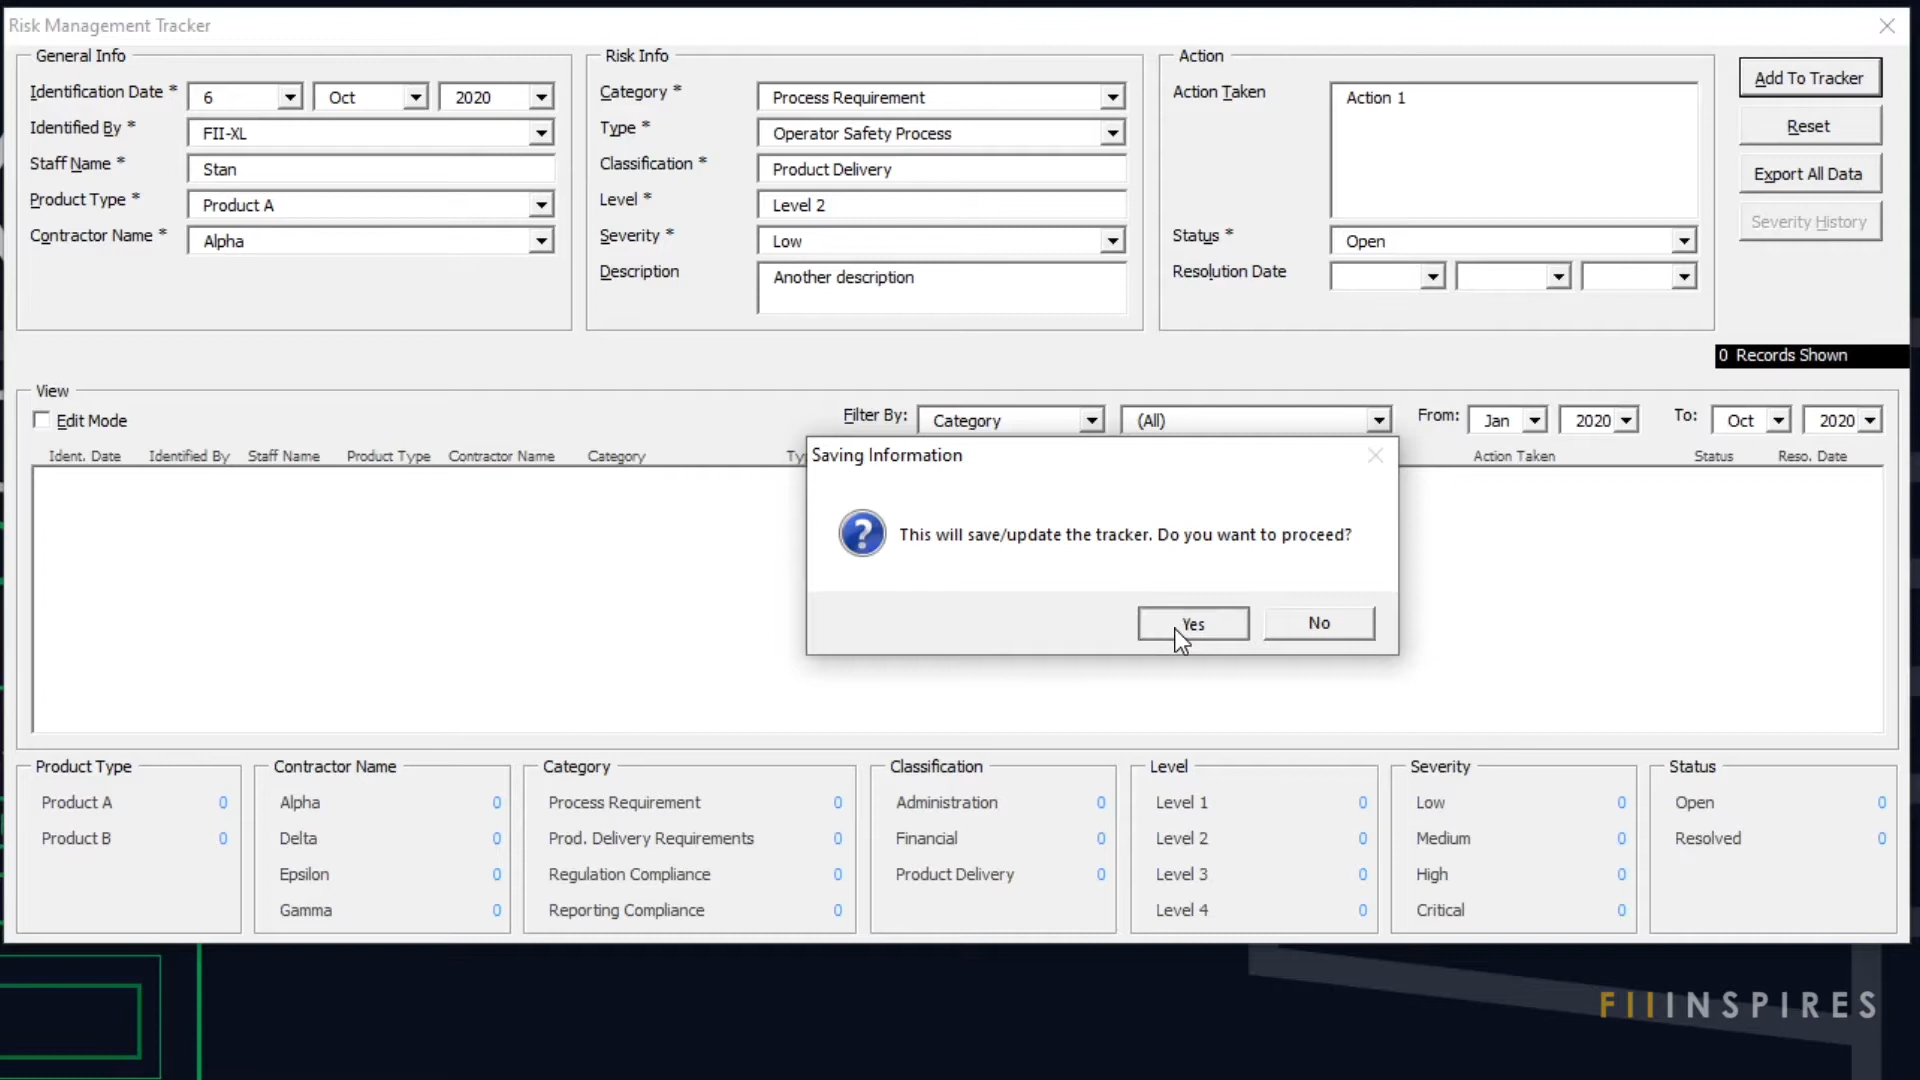 Risk Management Tracker
General Info
Identification Date * 6 Oct 2020
Identified By * FII-XL
Staff Name * Stan
Product Type * Product A
Contractor Name * Alpha
Risk Info
Category * Process Requirement
Type * Operator Safety Process
Classification * Product Delivery
Level * Level 2
Severity * Low
Description Another description
Action
Action Taken Action 1
Status * Open
Resolution Date
Add To Tracker
Reset
Export All Data
Severity History
0 Records Shown
View
Edit Mode Filter By: Category (All) From: Jan 2020 To: Oct 2020
Ident. Date Identified By Staff Name Product Type Contractor Name Category Action Taken Status Reso. Date
Saving Information
This will save/update the tracker. Do you want to proceed?
Yes No
Product Type
Product A 0
Product B 0
Contractor Name
Alpha 0
Delta 0
Epsilon 0
Gamma 0
Category
Process Requirement 0
Prod. Delivery Requirements 0
Regulation Compliance 0
Reporting Compliance 0
Classification
Administration 0
Financial 0
Product Delivery 0
Level
Level 1 0
Level 2 0
Level 3 0
Level 4 0
Severity
Low 0
Medium 0
High 0
Critical 0
Status
Open 0
Resolved 0
FIIINSPIRES